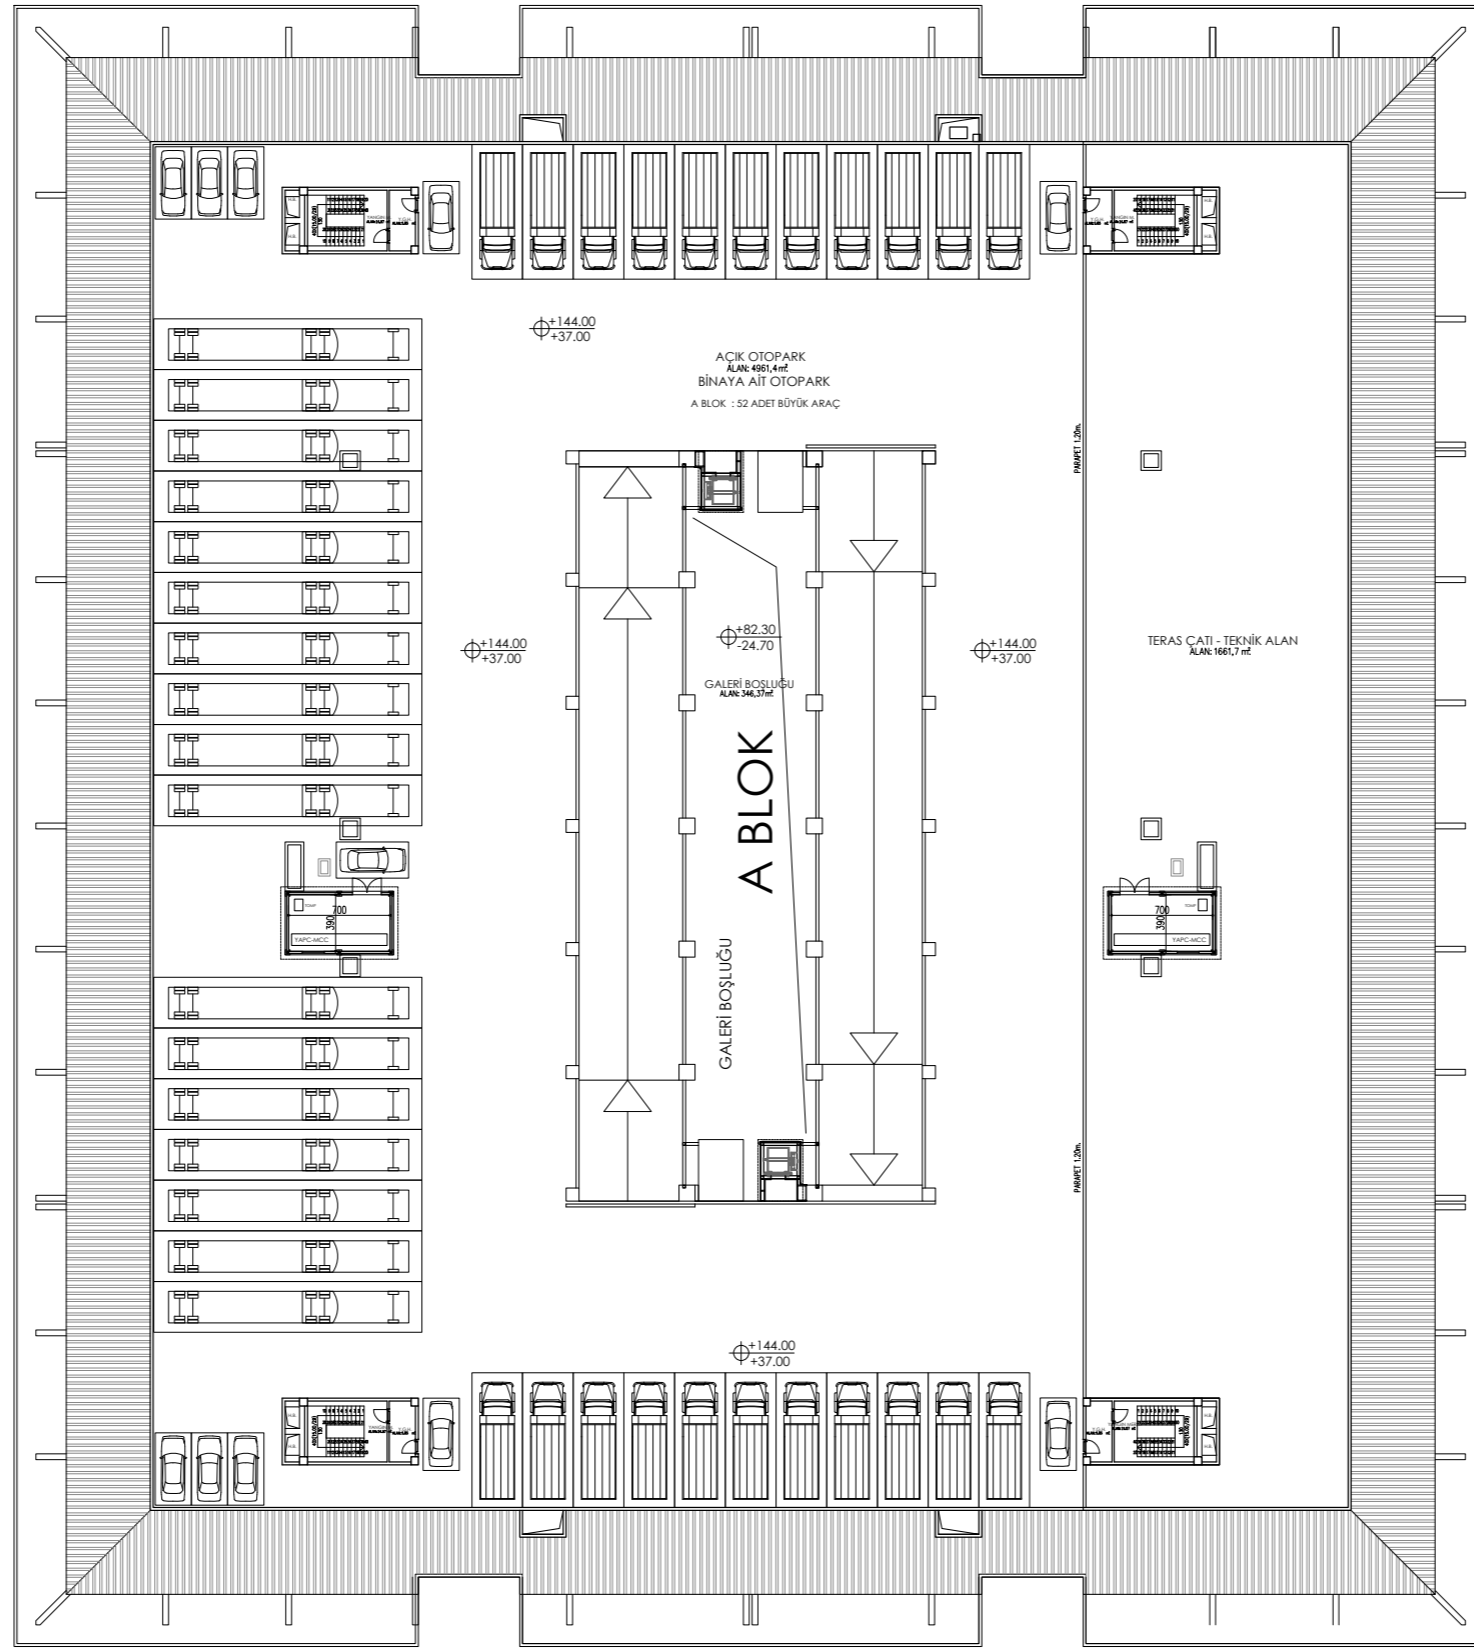 +144.00
+37.00
AÇIK OTOPARK
ALAN: 4961,4 m²
BİNAYA AİT OTOPARK
A BLOK : 52 ADET BÜYÜK ARAÇ
PARAPET 1.20m.
+144.00
+37.00
+82.30
-24.70
+144.00
+37.00
TERAS ÇATI - TEKNİK ALAN
ALAN: 1661,7 m²
GALERİ BOŞLUĞU
ALAN: 346,37m²
A BLOK
GALERİ BOŞLUĞU
700
390
YAPC-MCC
700
390
YAPC-MCC
PARAPET 1.20m.
+144.00
+37.00